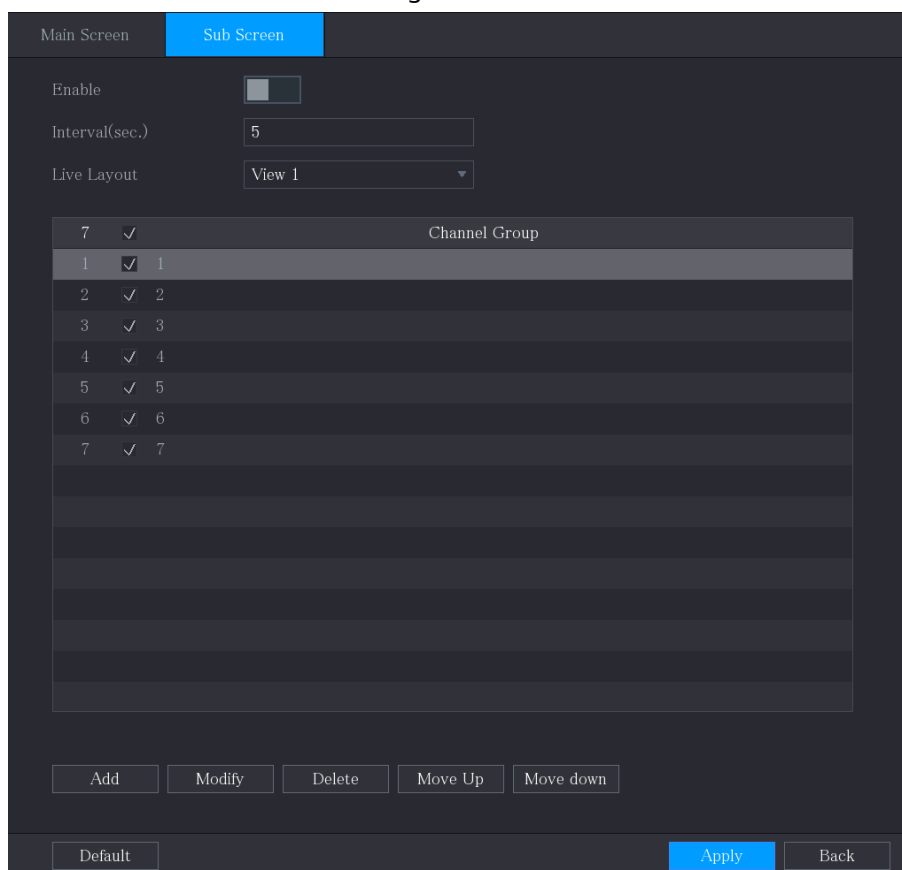 Main Screen Sub Screen
Enable
Interval(sec.) 5
Live Layout View 1
7 Channel Group
1 1
2 2
3 3
4 4
5 5
6 6
7 7
Add Modify Delete Move Up Move down
Default Apply Back